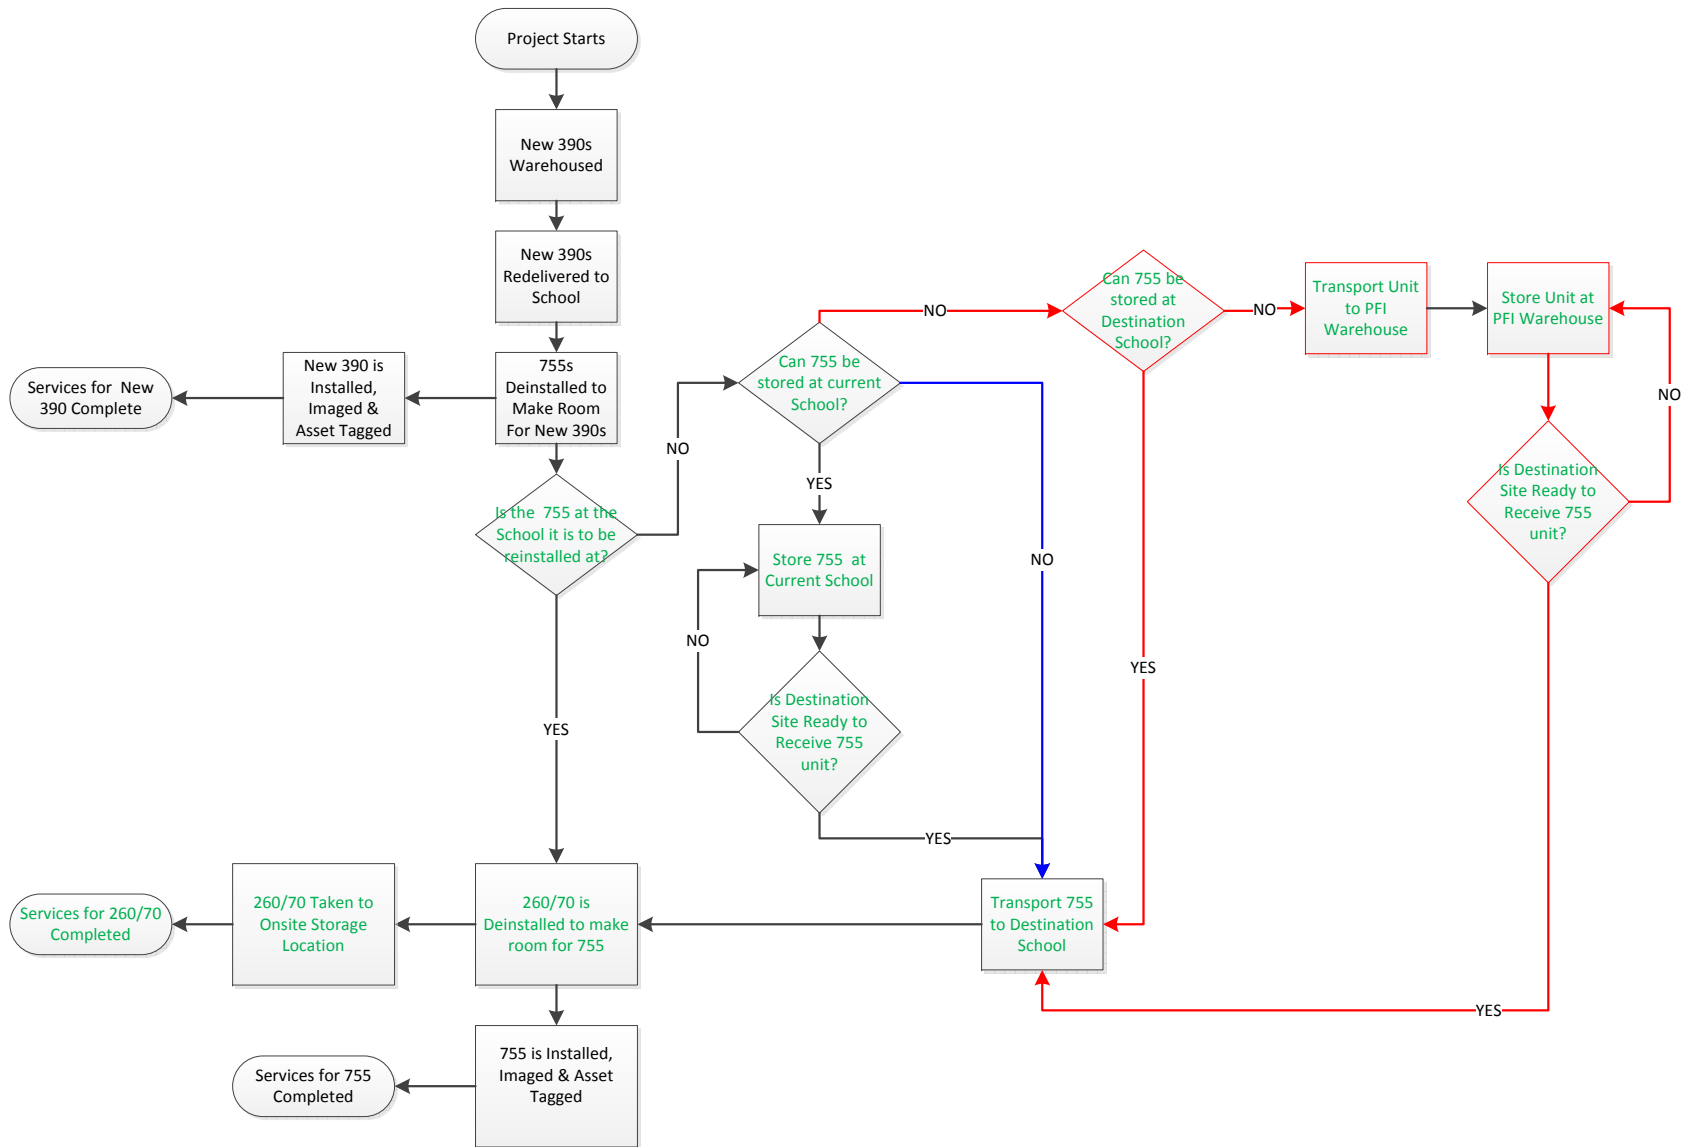 Project Starts
New 390s
Warehoused
New 390s
Redelivered to
School
755s
Deinstalled to
Make Room
For New 390s
New 390 is
Installed,
Imaged &
Asset Tagged
Services for  New
390 Complete
Is the  755 at the
School it is to be
reinstalled at?
NO
YES
Can 755 be
stored at current
School?
NO
NO
YES
Store 755  at
Current School
Is Destination
Site Ready to
Receive 755
unit?
NO
YES
Can 755 be
stored at
Destination
School?
NO
YES
Transport Unit
to PFI
Warehouse
Store Unit at
PFI Warehouse
Is Destination
Site Ready to
Receive 755
unit?
NO
YES
Transport 755
to Destination
School
260/70 is
Deinstalled to make
room for 755
260/70 Taken to
Onsite Storage
Location
Services for 260/70
Completed
755 is Installed,
Imaged & Asset
Tagged
Services for 755
Completed